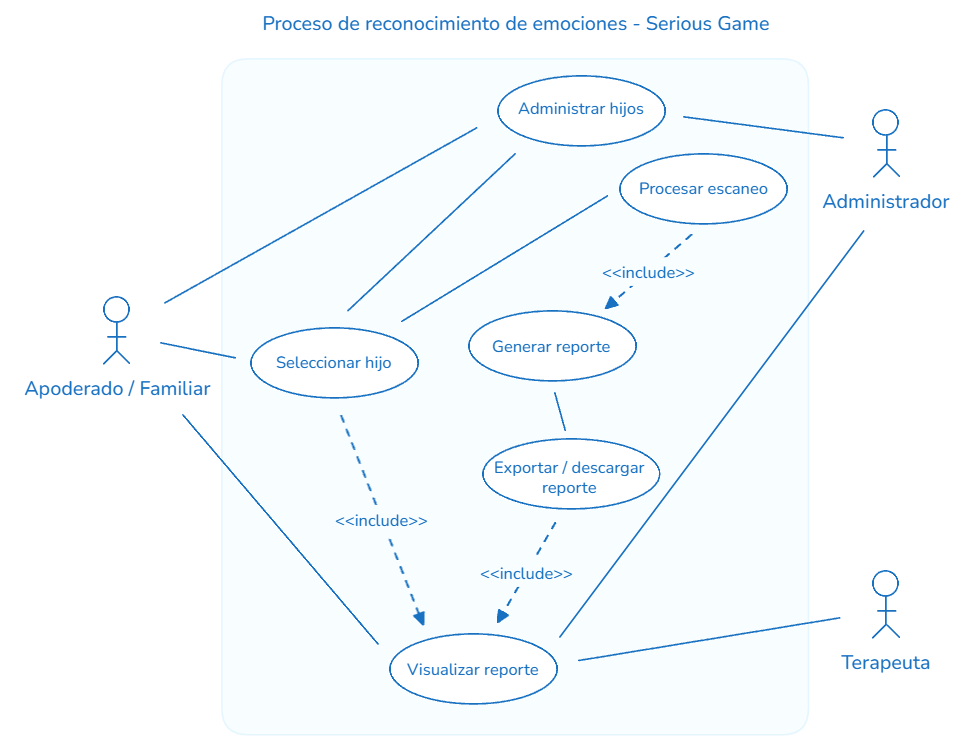 Proceso de reconocimiento de emociones - Serious Game
Administrar hijos
Procesar escaneo
Administrador
<<include>>
Generar reporte
Seleccionar hijo
Apoderado / Familiar
Exportar / descargar
reporte
<<include>>
<<include>>
Terapeuta
Visualizar reporte